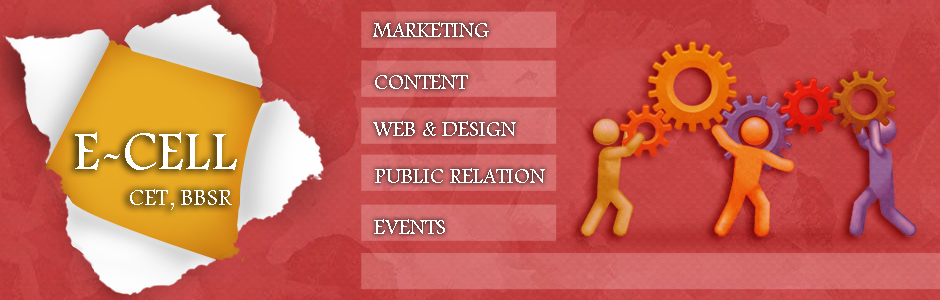 E~CELL
CET, BBSR
MARKETING
CONTENT
WEB & DESIGN
PUBLIC RELATION
EVENTS